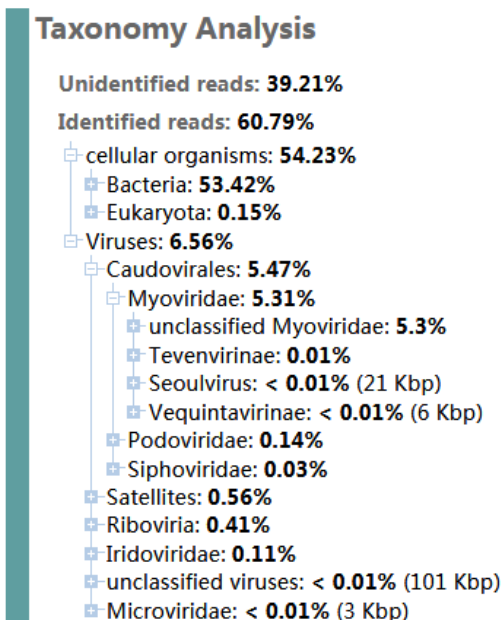 Taxonomy Analysis
Unidentified reads: 39.21%
Identified reads: 60.79%
cellular organisms: 54.23%
Bacteria: 53.42%
Eukaryota: 0.15%
Viruses: 6.56%
Caudovirales: 5.47%
Myoviridae: 5.31%
unclassified Myoviridae: 5.3%
Tevenvirinae: 0.01%
Seoulvirus: < 0.01% (21 Kbp)
Vequintavirinae: < 0.01% (6 Kbp)
Podoviridae: 0.14%
Siphoviridae: 0.03%
Satellites: 0.56%
Riboviria: 0.41%
Iridoviridae: 0.11%
unclassified viruses: < 0.01% (101 Kbp)
Microviridae: < 0.01% (3 Kbp)